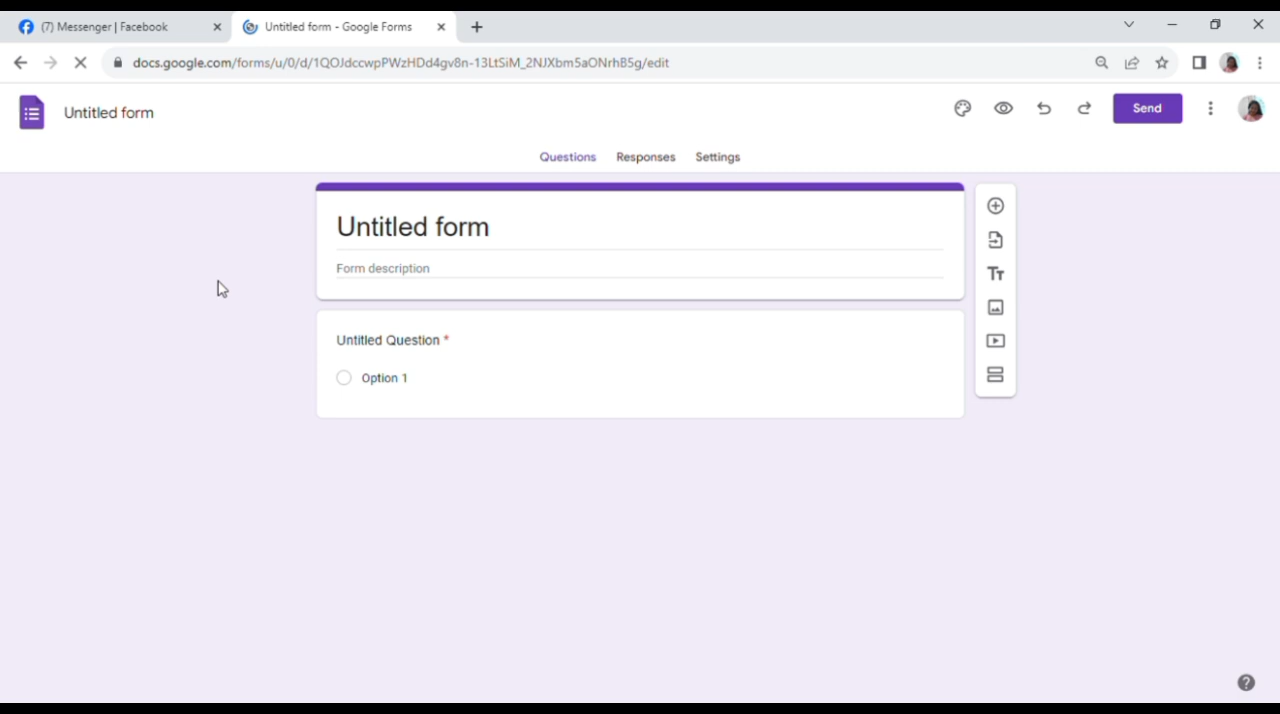 (7) Messenger | Facebook
Untitled form - Google Forms
docs.google.com/forms/u/0/d/1QOJdccwpPWzHDd4gv8n-13LtSiM_2NJXbm5aONrhB5g/edit
Untitled form
Send
Questions Responses Settings
Untitled form
Form description
Untitled Question *
Option 1